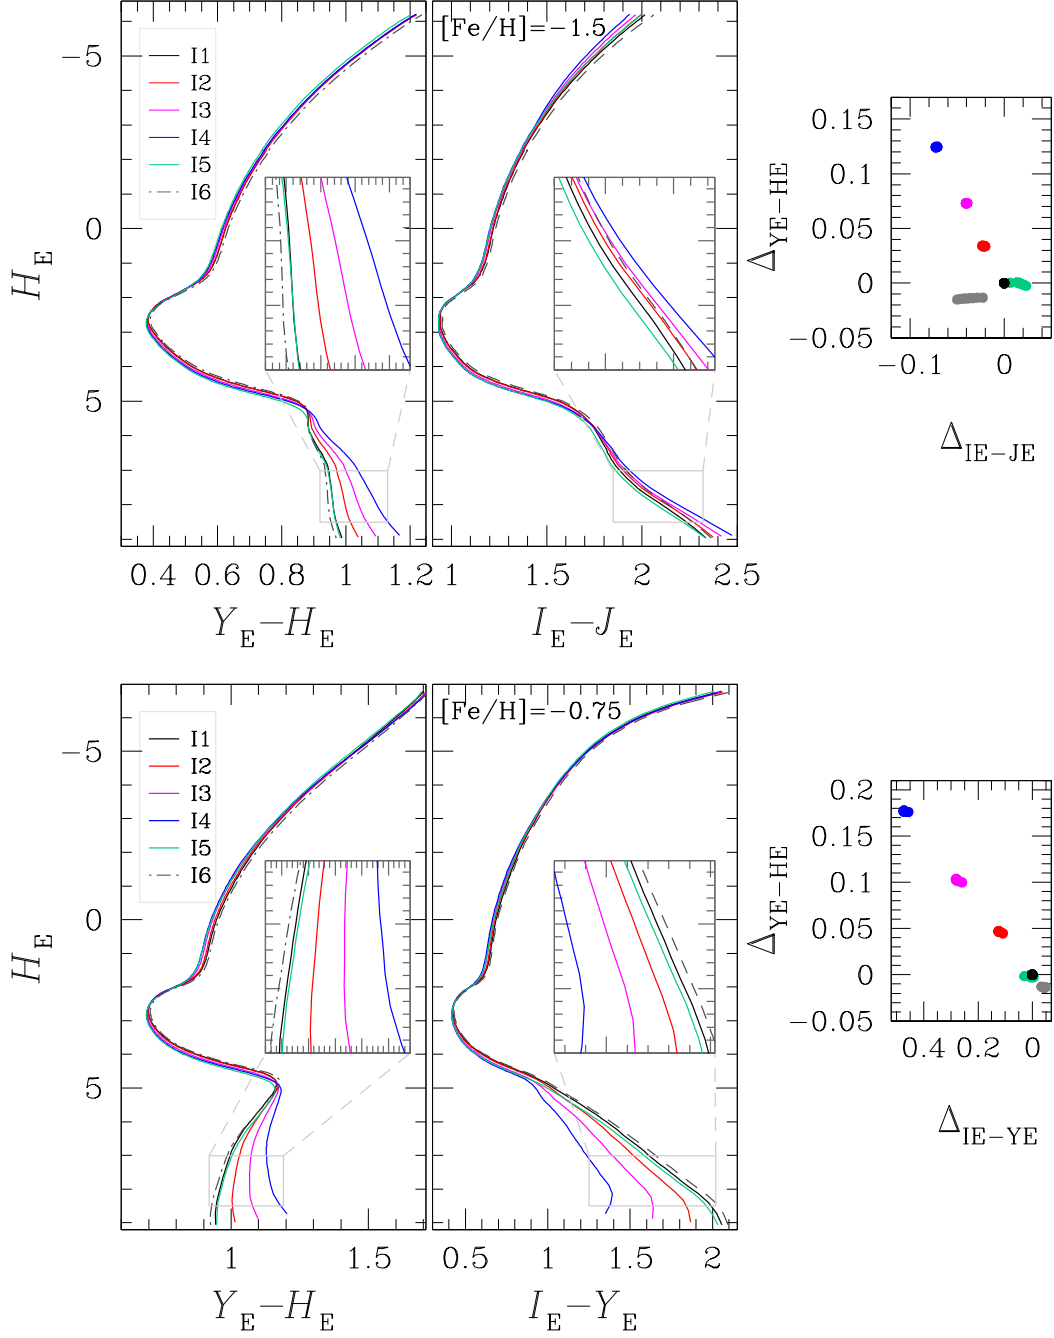 [Fe/H]=−1.5
I1
I2
I3
I4
I5
I6
−5
0
5
H_E
0.4 0.6 0.8 1 1.2
Y_E−H_E
1 1.5 2 2.5
I_E−J_E
0.15
0.1
0.05
0
−0.05
Δ_YE−HE
−0.1 0
Δ_IE−JE
[Fe/H]=−0.75
I1
I2
I3
I4
I5
I6
−5
0
5
H_E
1 1.5
Y_E−H_E
0.5 1 1.5 2
I_E−Y_E
0.2
0.15
0.1
0.05
0
−0.05
Δ_YE−HE
0.4 0.2 0
Δ_IE−YE